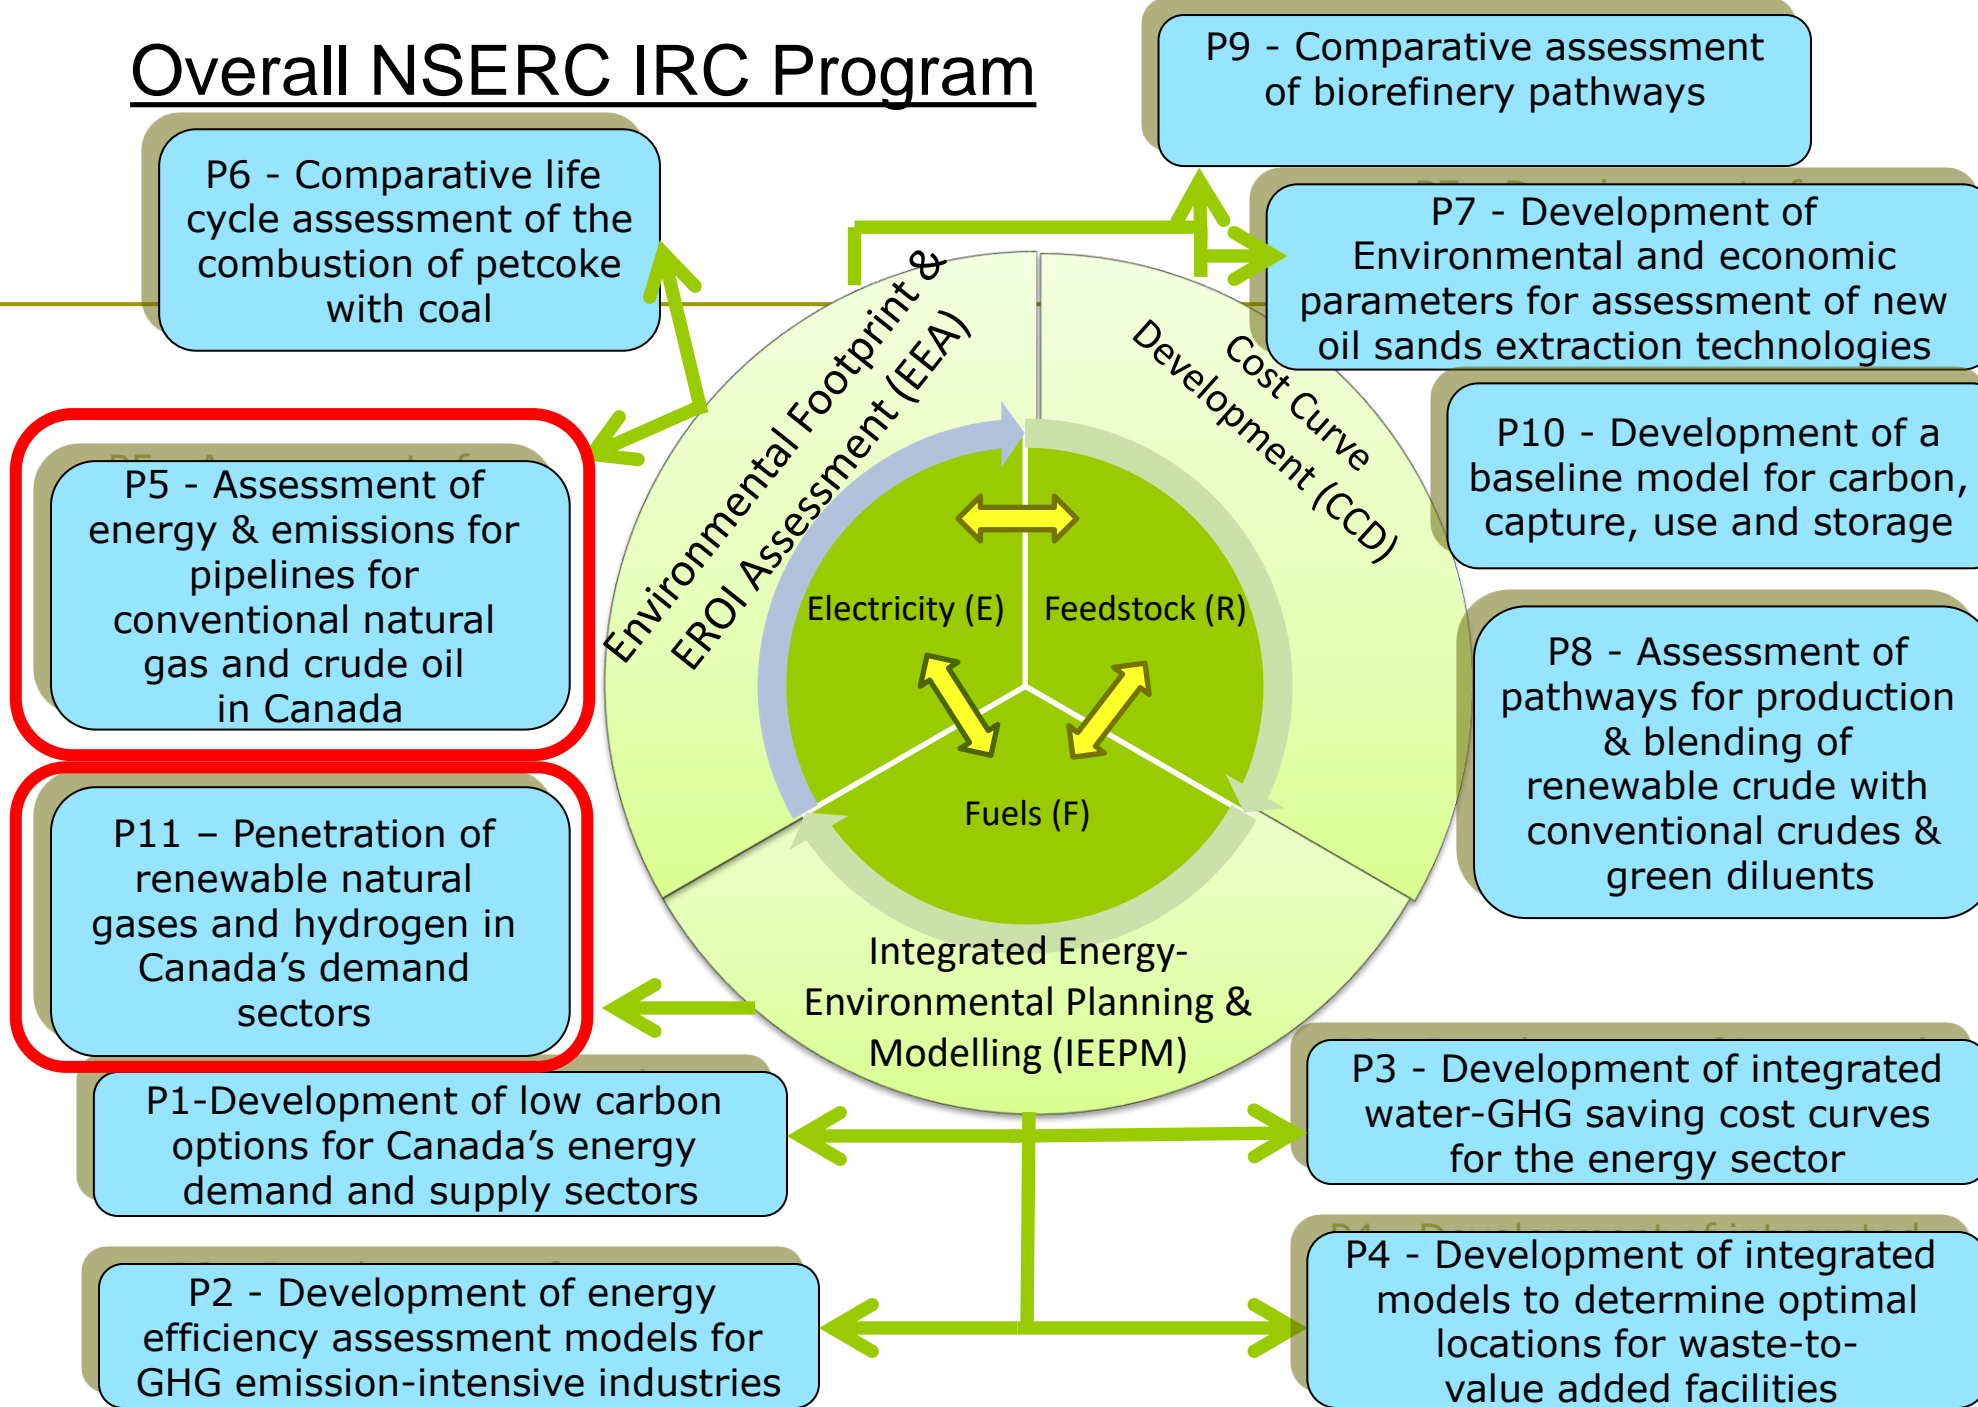 Overall NSERC IRC Program
P9 - Comparative assessment
of biorefinery pathways
P6 - Comparative life
cycle assessment of the
combustion of petcoke
with coal
P7 - Development of
Environmental and economic
parameters for assessment of new
oil sands extraction technologies
Environmental Footprint &
EROI Assessment (EEA)
Cost Curve
Development (CCD)
P10 - Development of a
baseline model for carbon,
capture, use and storage
P5 - Assessment of
energy & emissions for
pipelines for
conventional natural
gas and crude oil
in Canada
Electricity (E)
Feedstock (R)
Fuels (F)
P8 - Assessment of
pathways for production
& blending of
renewable crude with
conventional crudes &
green diluents
P11 – Penetration of
renewable natural
gases and hydrogen in
Canada’s demand
sectors
Integrated Energy-
Environmental Planning &
Modelling (IEEPM)
P1-Development of low carbon
options for Canada’s energy
demand and supply sectors
P3 - Development of integrated
water-GHG saving cost curves
for the energy sector
P2 - Development of energy
efficiency assessment models for
GHG emission-intensive industries
P4 - Development of integrated
models to determine optimal
locations for waste-to-
value added facilities